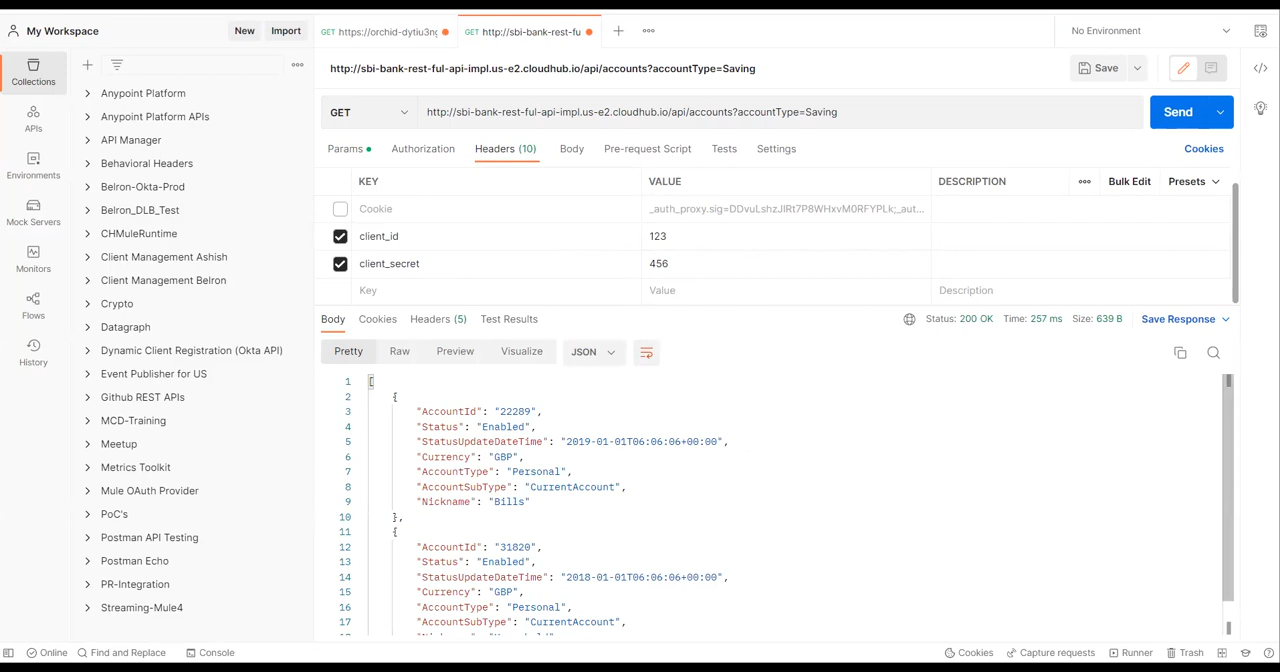 My Workspace
New
Import
GET https://orchid-dytiu3ng
GET http://sbi-bank-rest-fu
No Environment
http://sbi-bank-rest-ful-api-impl.us-e2.cloudhub.io/api/accounts?accountType=Saving
Save
GET
http://sbi-bank-rest-ful-api-impl.us-e2.cloudhub.io/api/accounts?accountType=Saving
Send
Params
Authorization
Headers (10)
Body
Pre-request Script
Tests
Settings
Cookies
KEY
VALUE
DESCRIPTION
Bulk Edit
Presets
Cookie
client_id
123
client_secret
456
Key
Value
Description
Collections
APIs
Environments
Mock Servers
Monitors
Flows
History
Anypoint Platform
Anypoint Platform APIs
API Manager
Behavioral Headers
Belron-Okta-Prod
Belron_DLB_Test
CHMuleRuntime
Client Management Ashish
Client Management Belron
Crypto
Datagraph
Dynamic Client Registration (Okta API)
Event Publisher for US
Github REST APIs
MCD-Training
Meetup
Metrics Toolkit
Mule OAuth Provider
PoC's
Postman API Testing
Postman Echo
PR-Integration
Streaming-Mule4
Body
Cookies
Headers (5)
Test Results
Status: 200 OK
Time: 257 ms
Size: 639 B
Save Response
Pretty
Raw
Preview
Visualize
JSON
1 [
2 {
3 "AccountId": "22289",
4 "Status": "Enabled",
5 "StatusUpdateDateTime": "2019-01-01T06:06:06+00:00",
6 "Currency": "GBP",
7 "AccountType": "Personal",
8 "AccountSubType": "CurrentAccount",
9 "Nickname": "Bills"
10 },
11 {
12 "AccountId": "31820",
13 "Status": "Enabled",
14 "StatusUpdateDateTime": "2018-01-01T06:06:06+00:00",
15 "Currency": "GBP",
16 "AccountType": "Personal",
17 "AccountSubType": "CurrentAccount",
Online
Find and Replace
Console
Cookies
Capture requests
Runner
Trash